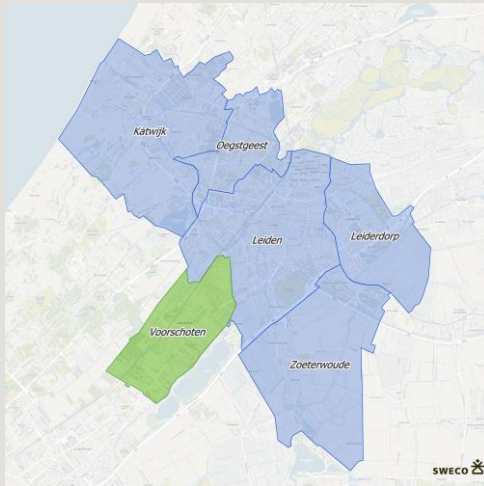 Katwijk
Oegstgeest
Leiden
Leiderdorp
Voorschoten
Zoeterwoude
SWECO